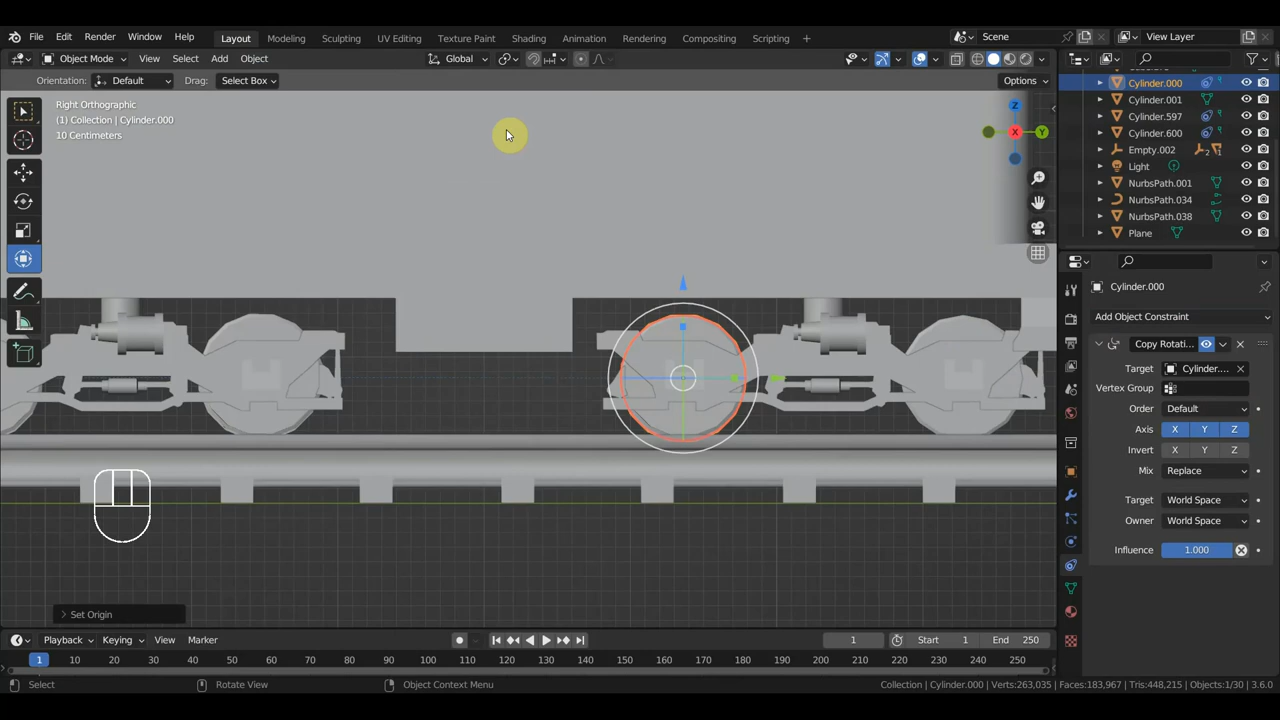 File Edit Render Window Help Layout Modeling Sculpting UV Editing Texture Paint Shading Animation Rendering Compositing Scripting + Scene View Layer
Object Mode View Select Add Object Global
Orientation: Default Drag: Select Box Options
Right Orthographic
(1) Collection | Cylinder.000
10 Centimeters
Z
Y
X
Cylinder.000
Cylinder.001
Cylinder.597
Cylinder.600
Empty.002 2 1
Light
NurbsPath.001
NurbsPath.034
NurbsPath.038
Plane
Cylinder.000
Add Object Constraint
Copy Rotati...
Target Cylinder....
Vertex Group
Order Default
Axis X Y Z
Invert X Y Z
Mix Replace
Target World Space
Owner World Space
Influence 1.000
Set Origin
Playback Keying View Marker 1 Start 1 End 250
1 10 20 30 40 50 60 70 80 90 100 110 120 130 140 150 160 170 180 190 200 210 220 230 240 250
Select Rotate View Object Context Menu Collection | Cylinder.000 | Verts:263,035 | Faces:183,967 | Tris:448,215 | Objects:1/30 | 3.6.0